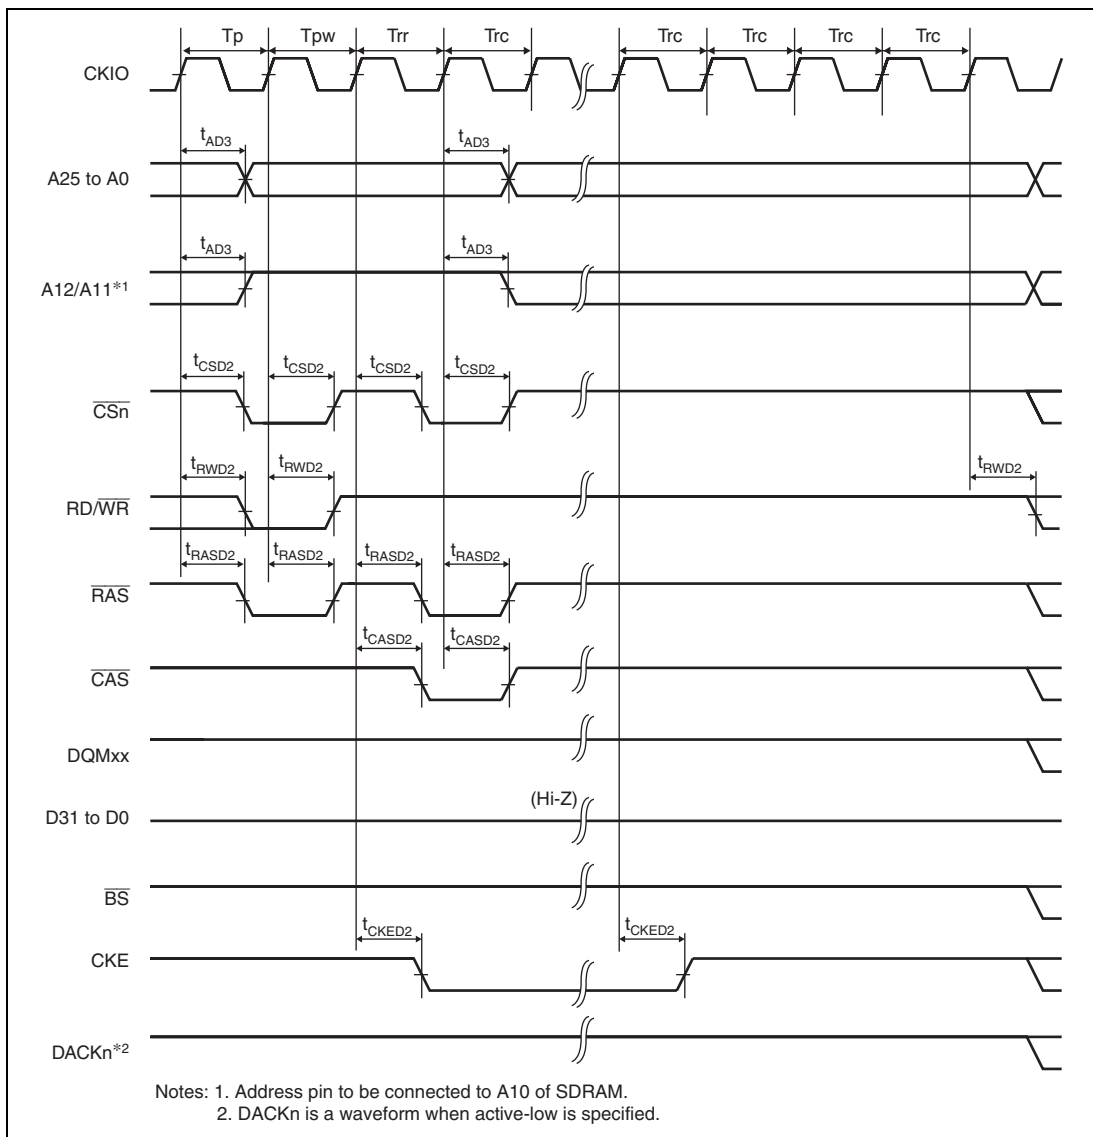 Tp Tpw Trr Trc Trc Trc Trc Trc
CKIO
tAD3 tAD3
A25 to A0
tAD3 tAD3
A12/A11*1
tCSD2 tCSD2 tCSD2 tCSD2
CSn
tRWD2 tRWD2 tRWD2
RD/WR
tRASD2 tRASD2 tRASD2 tRASD2
RAS
tCASD2 tCASD2
CAS
DQMxx
(Hi-Z)
D31 to D0
BS
tCKED2 tCKED2
CKE
DACKn*2
Notes: 1. Address pin to be connected to A10 of SDRAM.
2. DACKn is a waveform when active-low is specified.